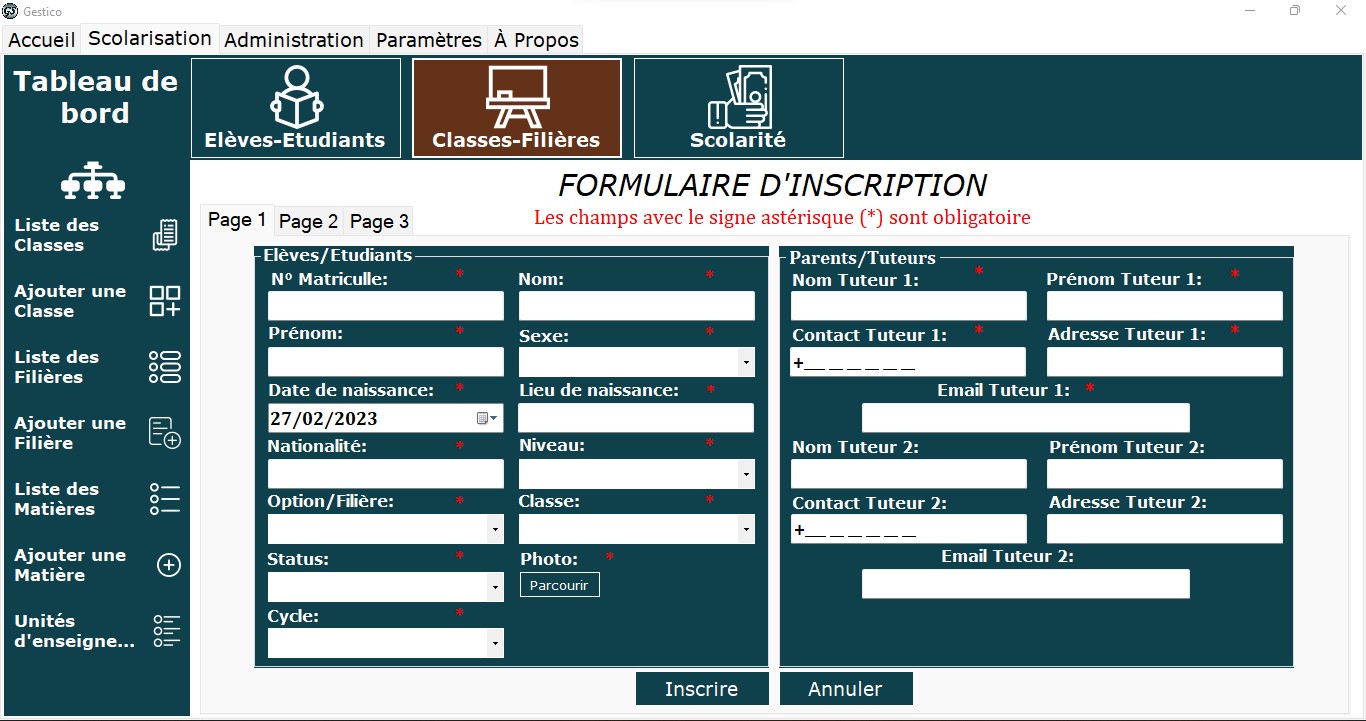 Gestico
Accueil Scolarisation Administration Paramètres À Propos
Tableau de
bord
Elèves-Etudiants
Classes-Filières
Scolarité
Liste des
Classes
Ajouter une
Classe
Liste des
Filières
Ajouter une
Filière
Liste des
Matières
Ajouter une
Matière
Unités
d'enseigne...
FORMULAIRE D'INSCRIPTION
Les champs avec le signe astérisque (*) sont obligatoire
Page 1 Page 2 Page 3
Elèves/Etudiants
N° Matriculle: * Nom: *
Prénom: * Sexe: *
Date de naissance: * Lieu de naissance: *
27/02/2023
Nationalité: * Niveau: *
Option/Filière: * Classe: *
Status: * Photo: *
Parcourir
Cycle: *
Parents/Tuteurs
Nom Tuteur 1: * Prénom Tuteur 1: *
Contact Tuteur 1: * Adresse Tuteur 1: *
+__ _ _ _ _ _
Email Tuteur 1: *
Nom Tuteur 2: Prénom Tuteur 2:
Contact Tuteur 2: Adresse Tuteur 2:
+__ _ _ _ _ _
Email Tuteur 2:
Inscrire Annuler